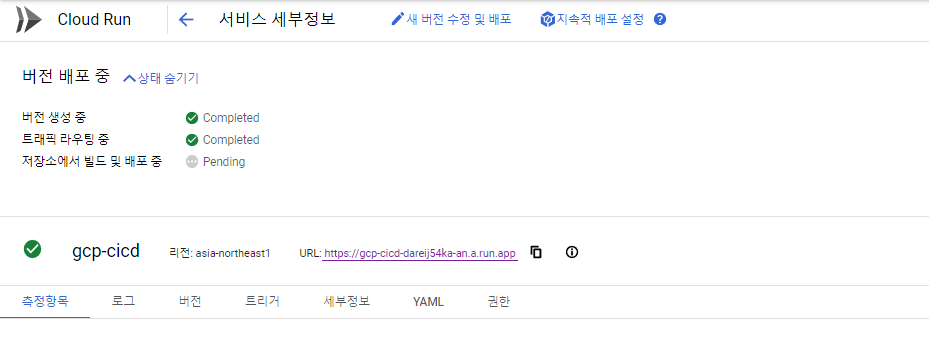 Cloud Run 서비스 세부정보 새 버전 수정 및 배포 지속적 배포 설정
버전 배포 중 상태 숨기기
버전 생성 중 Completed
트래픽 라우팅 중 Completed
저장소에서 빌드 및 배포 중 Pending
gcp-cicd 리전: asia-northeast1 URL: https://gcp-cicd-dareij54ka-an.a.run.app
측정항목 로그 버전 트리거 세부정보 YAML 권한